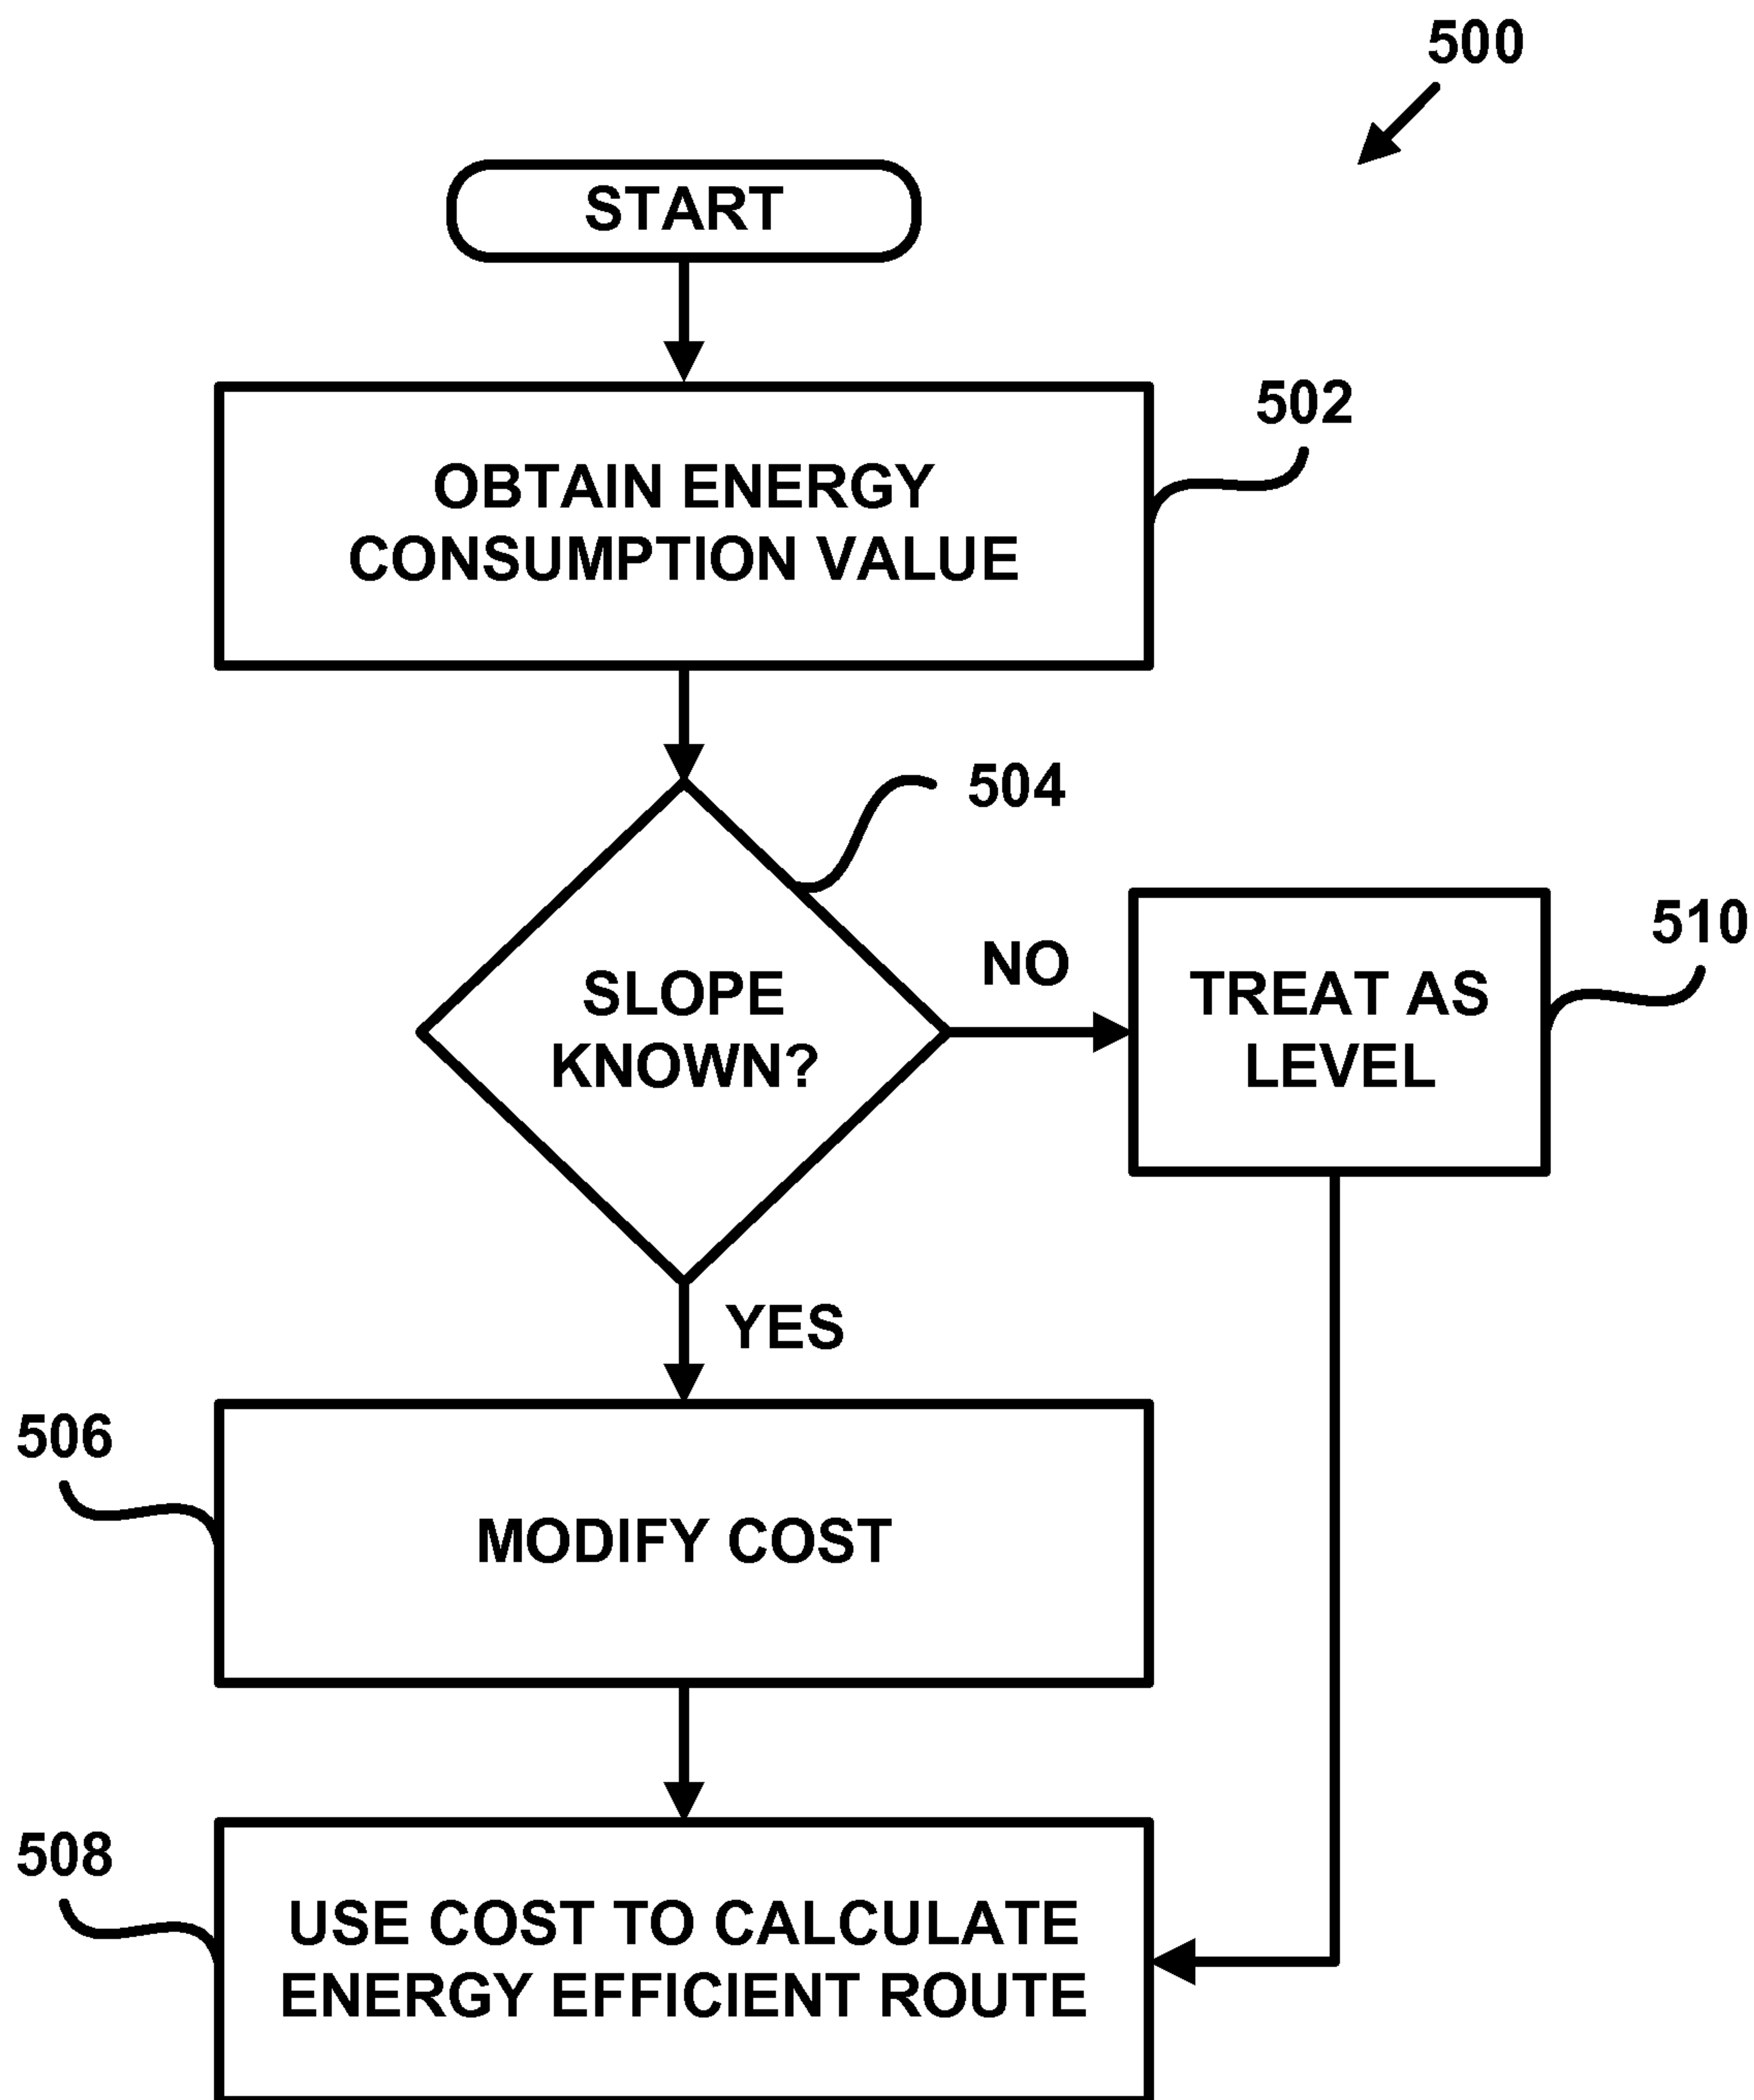 500
START
502
OBTAIN ENERGY
CONSUMPTION VALUE
504
SLOPE
KNOWN?
NO
510
TREAT AS
LEVEL
YES
506
MODIFY COST
508
USE COST TO CALCULATE
ENERGY EFFICIENT ROUTE